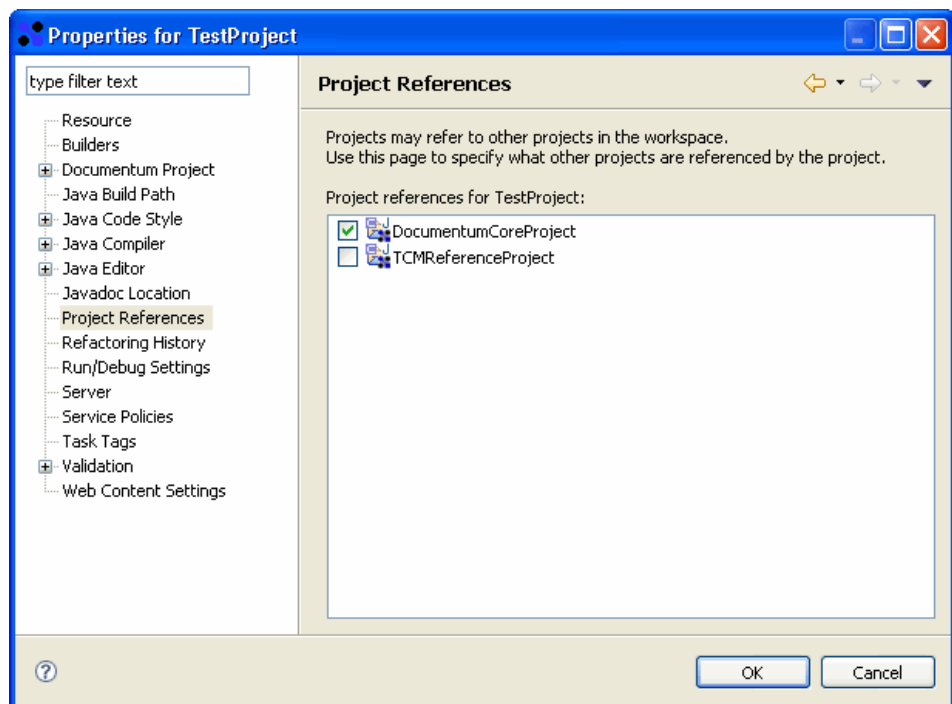 Properties for TestProject
type filter text
Resource
Builders
Documentum Project
Java Build Path
Java Code Style
Java Compiler
Java Editor
Javadoc Location
Project References
Refactoring History
Run/Debug Settings
Server
Service Policies
Task Tags
Validation
Web Content Settings
Project References
Projects may refer to other projects in the workspace.
Use this page to specify what other projects are referenced by the project.
Project references for TestProject:
DocumentumCoreProject
TCMReferenceProject
OK
Cancel